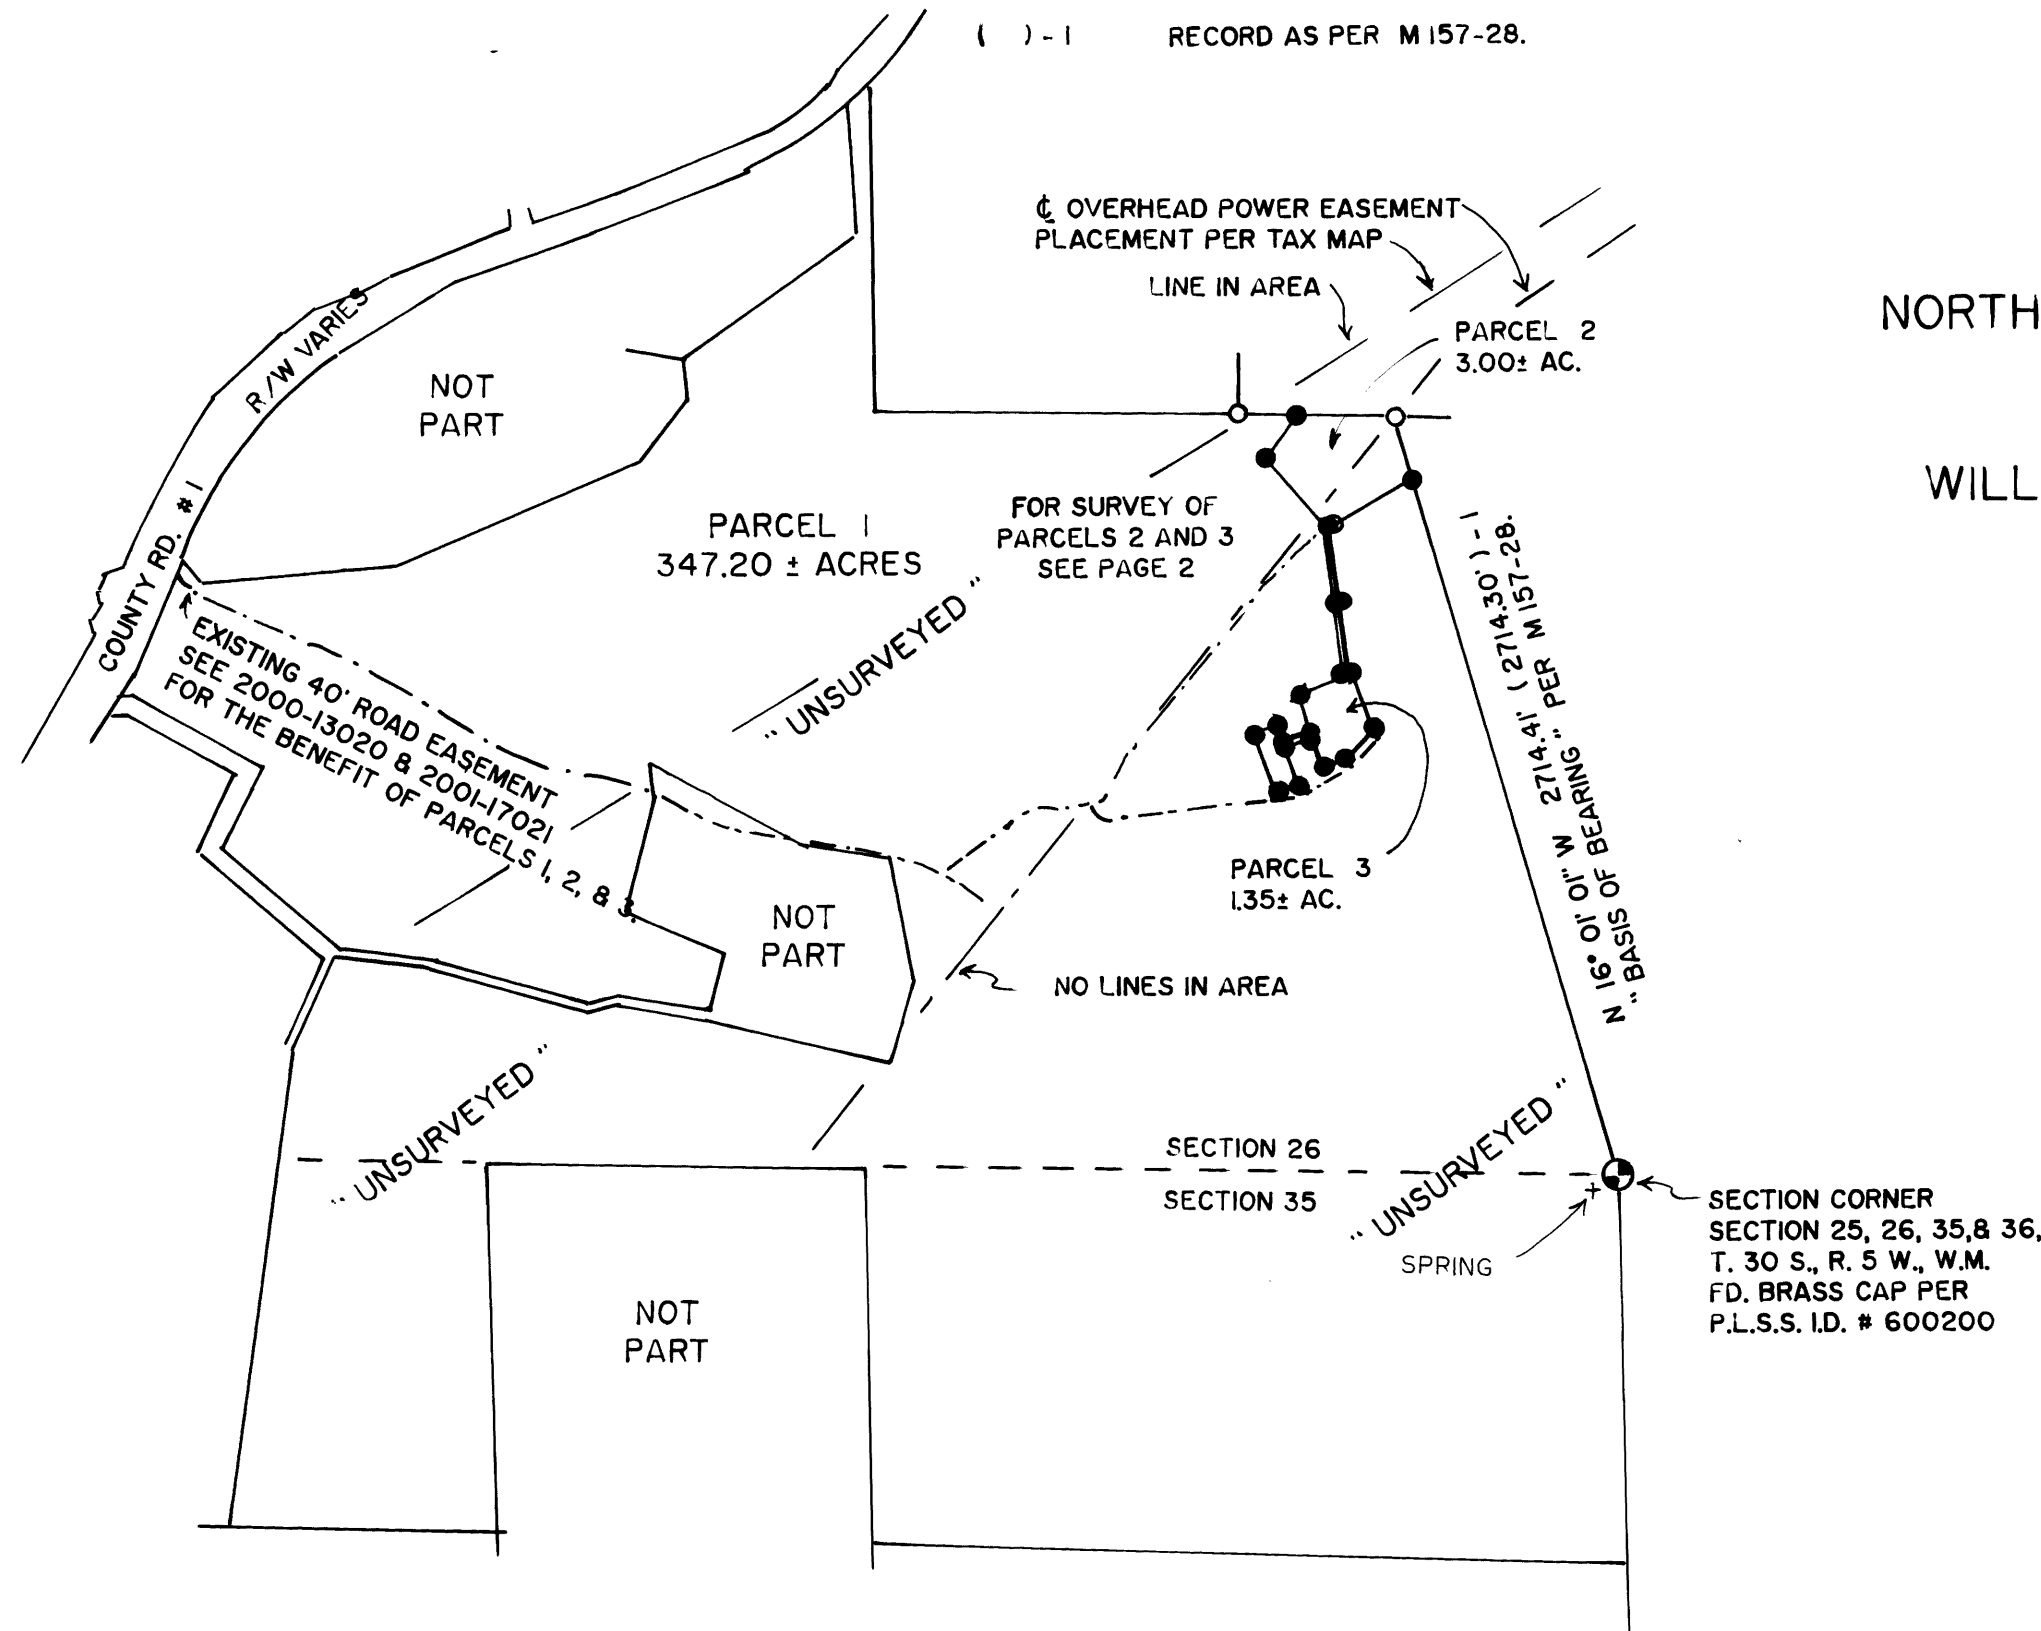 ( )-1 RECORD AS PER M 157-28.
℄ OVERHEAD POWER EASEMENT
PLACEMENT PER TAX MAP
LINE IN AREA
PARCEL 2
3.00± AC.
NORTH
WILL
R/W VARIES
NOT
PART
COUNTY RD. #1
PARCEL 1
347.20 ± ACRES
FOR SURVEY OF
PARCELS 2 AND 3
SEE PAGE 2
"UNSURVEYED"
EXISTING 40' ROAD EASEMENT
SEE 2000-13020 & 2001-17021
FOR THE BENEFIT OF PARCELS 1, 2, & 3.
N 16° 01' 01" W 2714.41' (2714.30')-1
"BASIS OF BEARING" PER M 157-28.
PARCEL 3
1.35± AC.
NOT
PART
NO LINES IN AREA
"UNSURVEYED"
SECTION 26
SECTION 35
"UNSURVEYED"
SPRING
SECTION CORNER
SECTION 25, 26, 35,& 36,
T. 30 S., R. 5 W., W.M.
FD. BRASS CAP PER
P.L.S.S. I.D. # 600200
NOT
PART